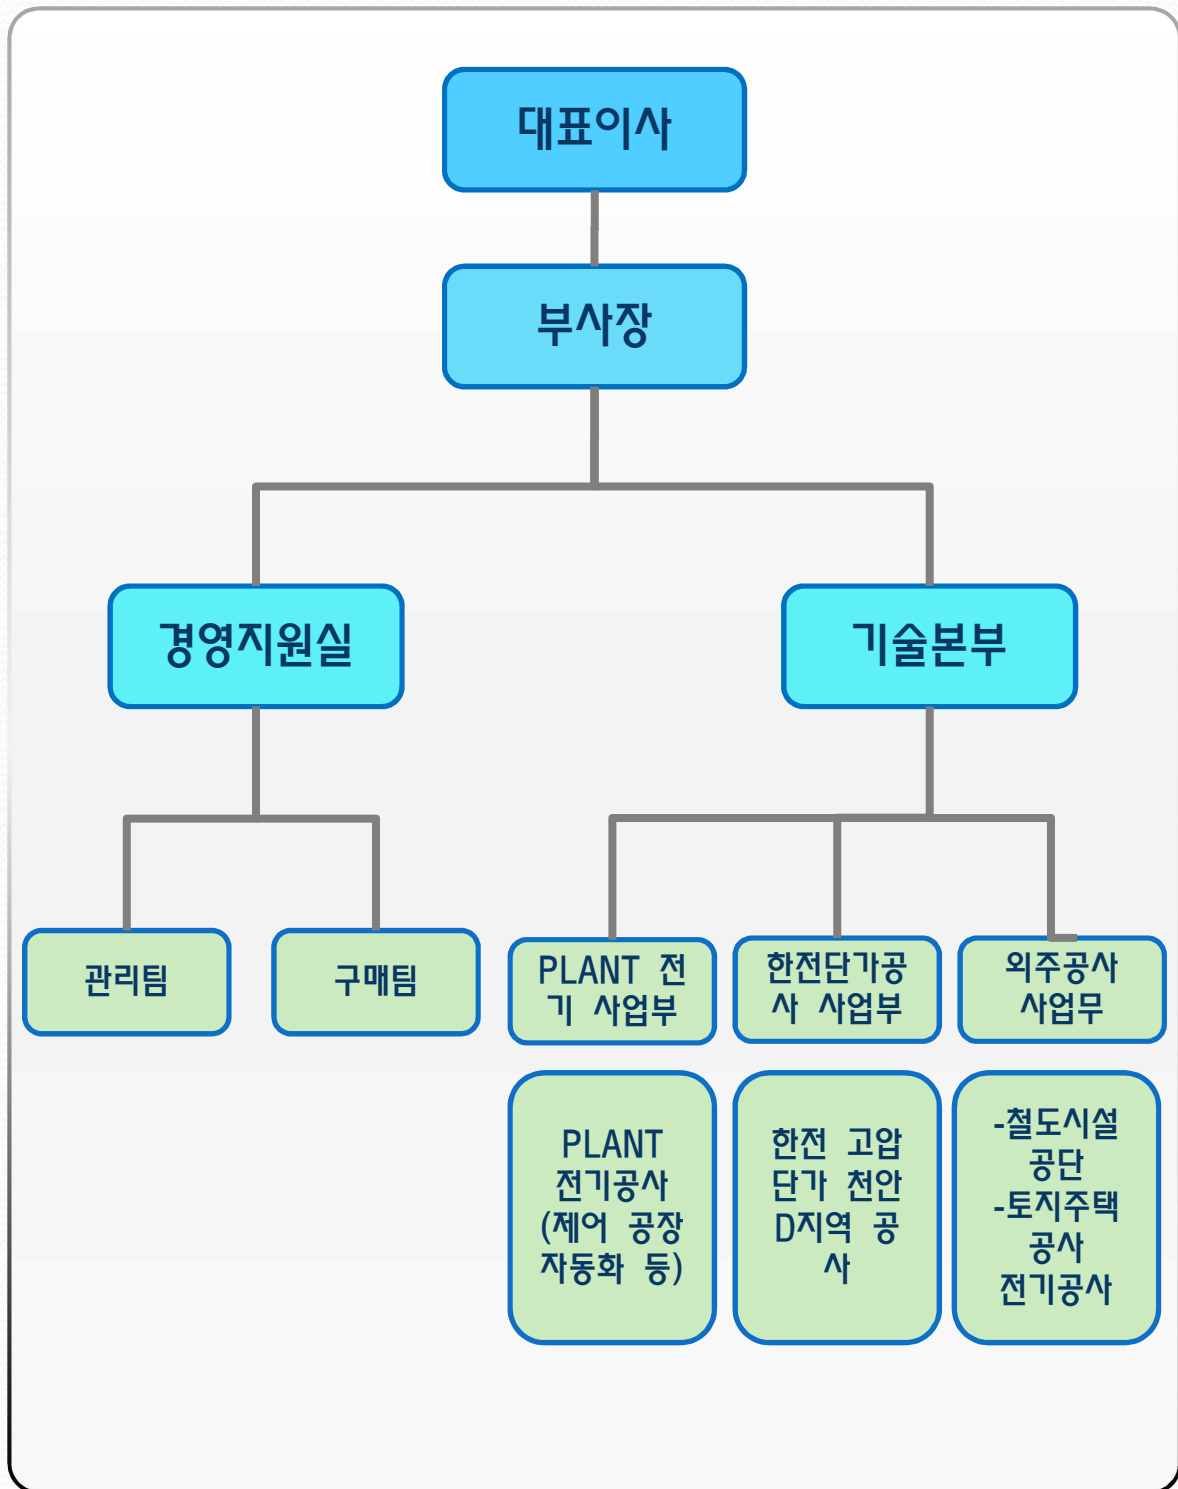 대표이사
부사장
경영지원실
기술본부
관리팀
구매팀
PLANT 전
기 사업부
한전단가공
사 사업부
외주공사
사업무
PLANT
전기공사
(제어 공장
자동화 등)
한전 고압
단가 천안
D지역 공
사
-철도시설
공단
-토지주택
공사
전기공사